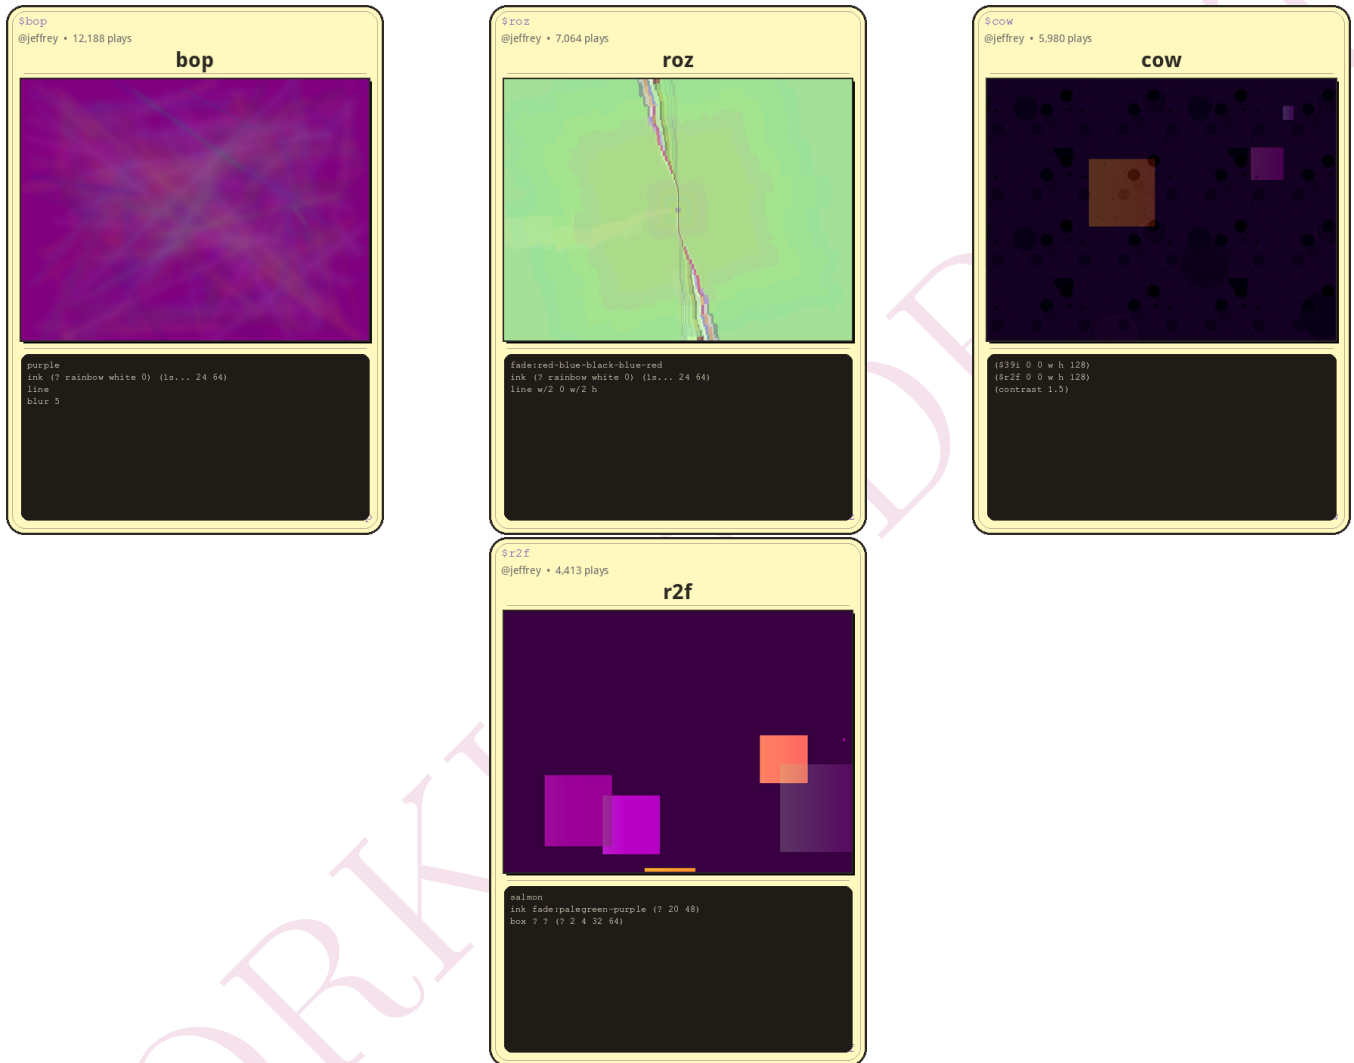 $bop
@jeffrey • 12,188 plays
bop
purple
ink (? rainbow white 0) (1s... 24 64)
line
blur 5
$roz
@jeffrey • 7,064 plays
roz
fade:red-blue-black-blue-red
ink (? rainbow white 0) (1s... 24 64)
line w/2 0 w/2 h
$cow
@jeffrey • 5,980 plays
cow
($39i 0 0 w h 128)
($r2f 0 0 w h 128)
(contrast 1.5)
$r2f
@jeffrey • 4,413 plays
r2f
salmon
ink fade:palegreen-purple (? 20 48)
box ? ? (? 2 4 32 64)
ORKI
DR